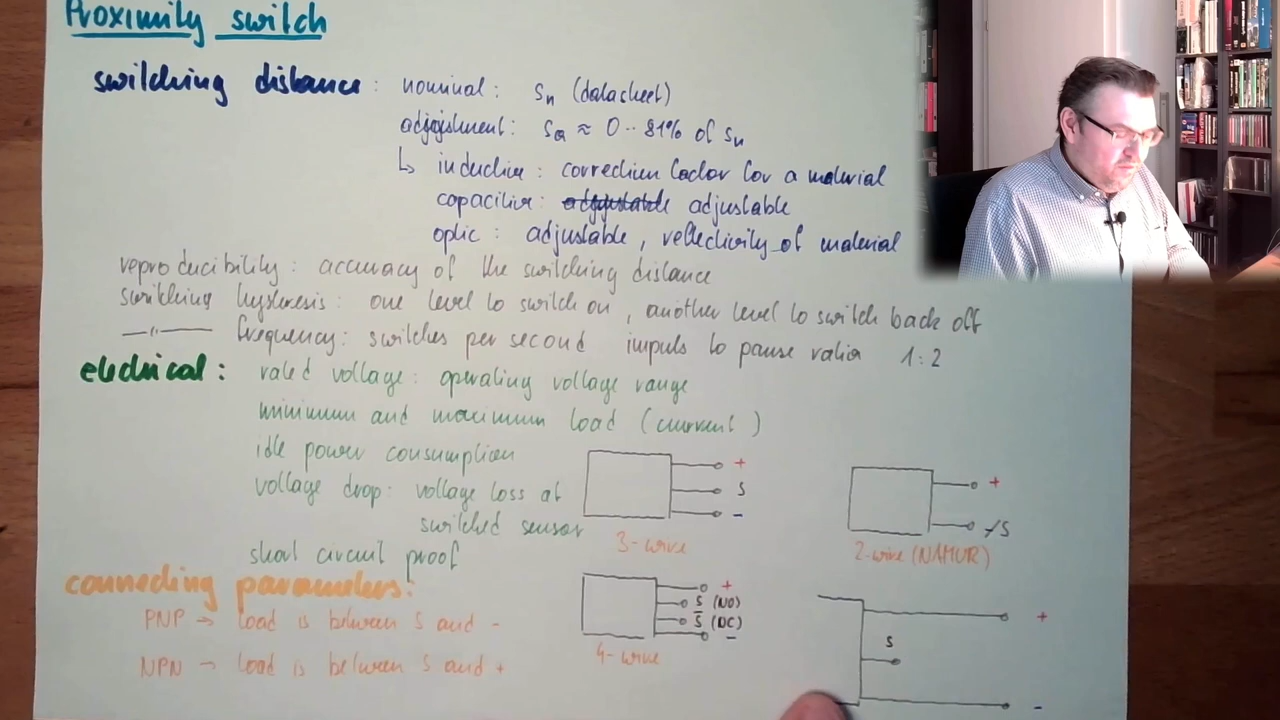 Proximity switch
switching distance: nominal: sn (datasheet)
adjustment: sa ≈ 0..81% of sn
↳ inductive: correction factor for a material
capacitive: adjustable adjustable
optic: adjustable, reflectivity of material
reproducibility: accuracy of the switching distance
switching hysteresis: one level to switch on, another level to switch back off
—"— frequency: switches per second impuls to pause ratio 1:2
electrical: rated voltage: operating voltage range
minimum and maximum load (current)
idle power consumption
voltage drop: voltage loss at
switched sensor
short circuit proof
+
S
-
3-wire
+
-/S
2-wire (NAMUR)
connecting parameters:
PNP → load is between S and -
NPN → load is between S and +
+
S (NO)
S̅ (DC)
-
4-wire
+
S
-